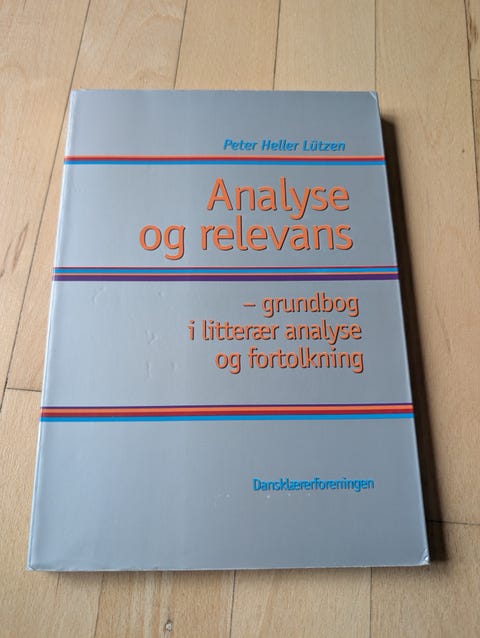 Peter Heller Lützen
Analyse
og relevans
– grundbog
i litterær analyse
og fortolkning
Dansklærerforeningen